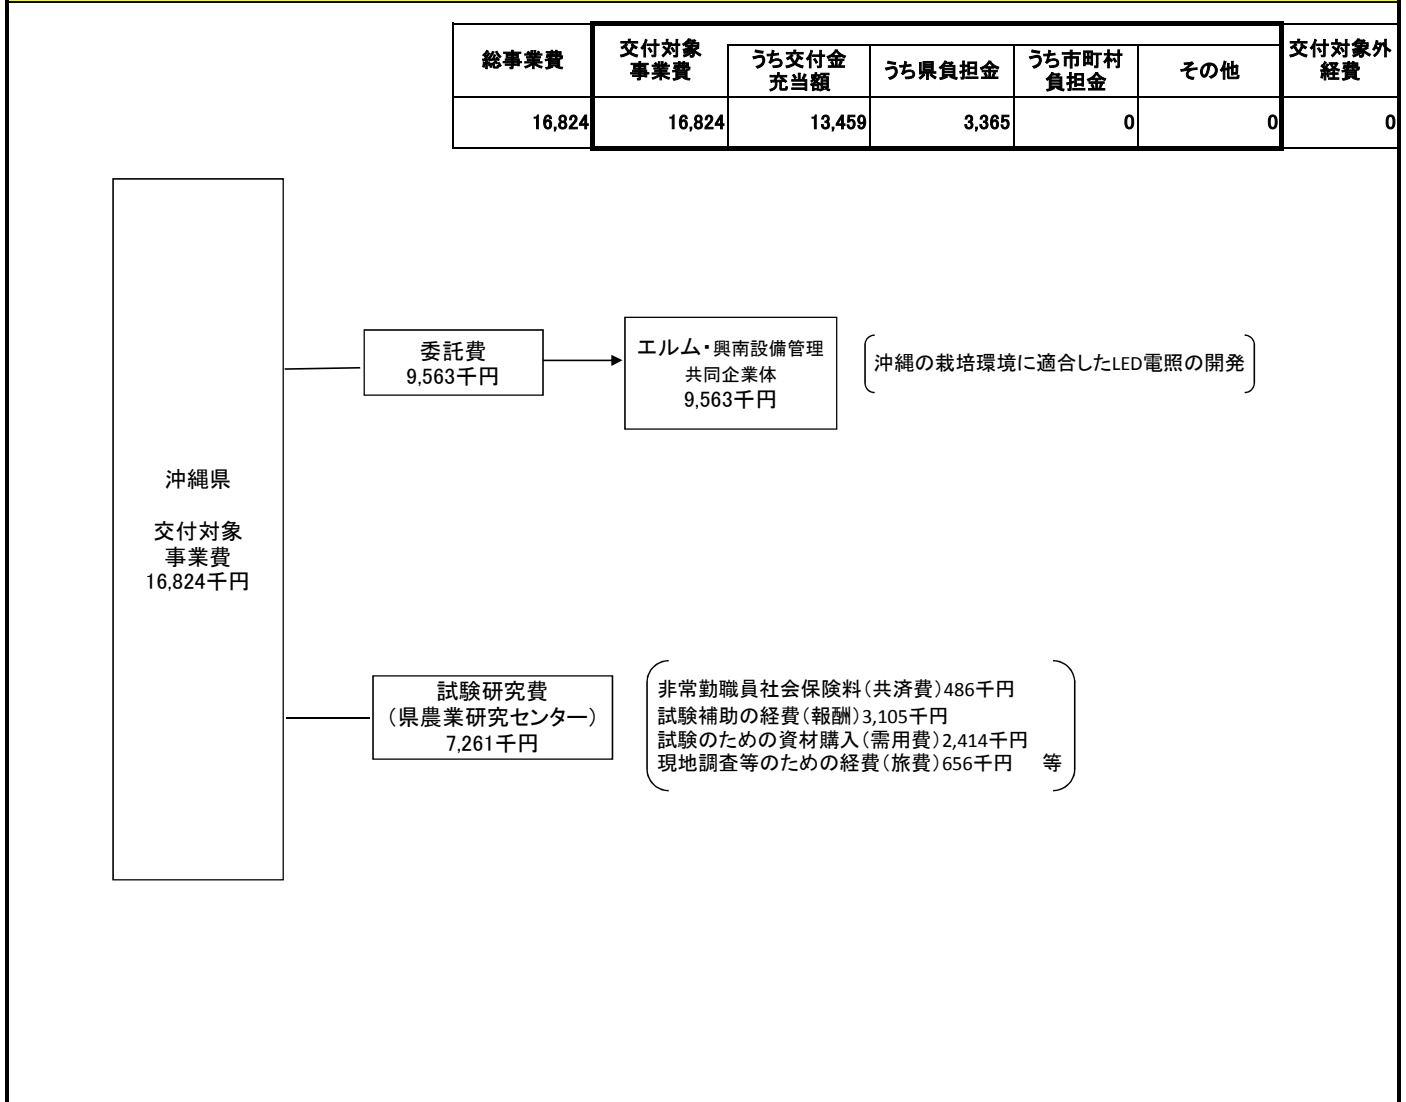 総事業費
交付対象
事業費
うち交付金
充当額
うち県負担金
うち市町村
負担金
その他
交付対象外
経費
16,824
16,824
13,459
3,365
0
0
0
沖縄県
交付対象
事業費
16,824千円
委託費
9,563千円
エルム・興南設備管理
共同企業体
9,563千円
沖縄の栽培環境に適合したLED電照の開発
試験研究費
（県農業研究センター）
7,261千円
非常勤職員社会保険料（共済費）486千円
試験補助の経費（報酬）3,105千円
試験のための資材購入（需用費）2,414千円
現地調査等のための経費（旅費）656千円　等